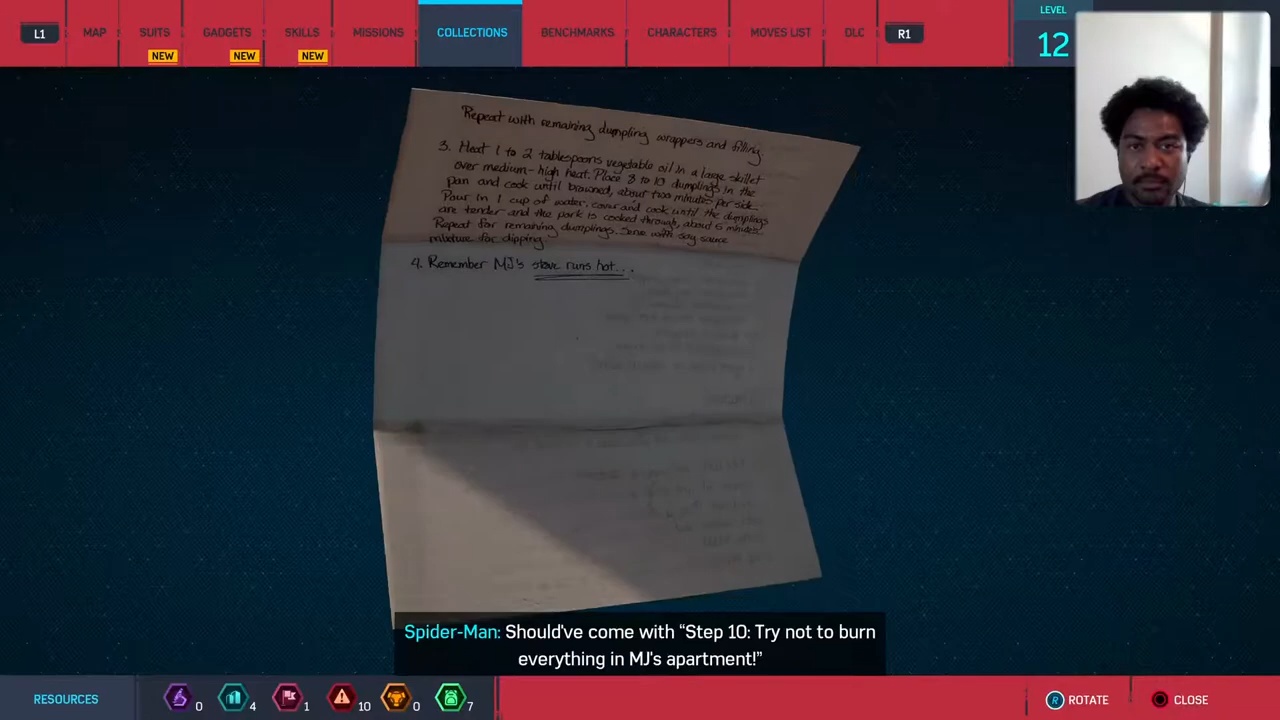 L1 MAP SUITS GADGETS SKILLS MISSIONS COLLECTIONS BENCHMARKS CHARACTERS MOVES LIST DLC R1
NEW NEW NEW
LEVEL
12
Repeat with remaining dumpling wrappers and filling.
3. Heat 1 to 2 tablespoons vegetable oil in a large skillet
over medium-high heat. Place 8 to 10 dumplings in the
pan and cook until browned, about two minutes per side.
Pour in 1 cup of water, cover and cook until the dumplings
are tender and the pork is cooked through, about 5 minutes.
Repeat for remaining dumplings. Serve with soy sauce
mixture for dipping.
4. Remember MJ's stove runs hot...
Spider-Man: Should've come with “Step 10: Try not to burn
everything in MJ's apartment!”
RESOURCES 0 4 1 10 0 7 R ROTATE CLOSE